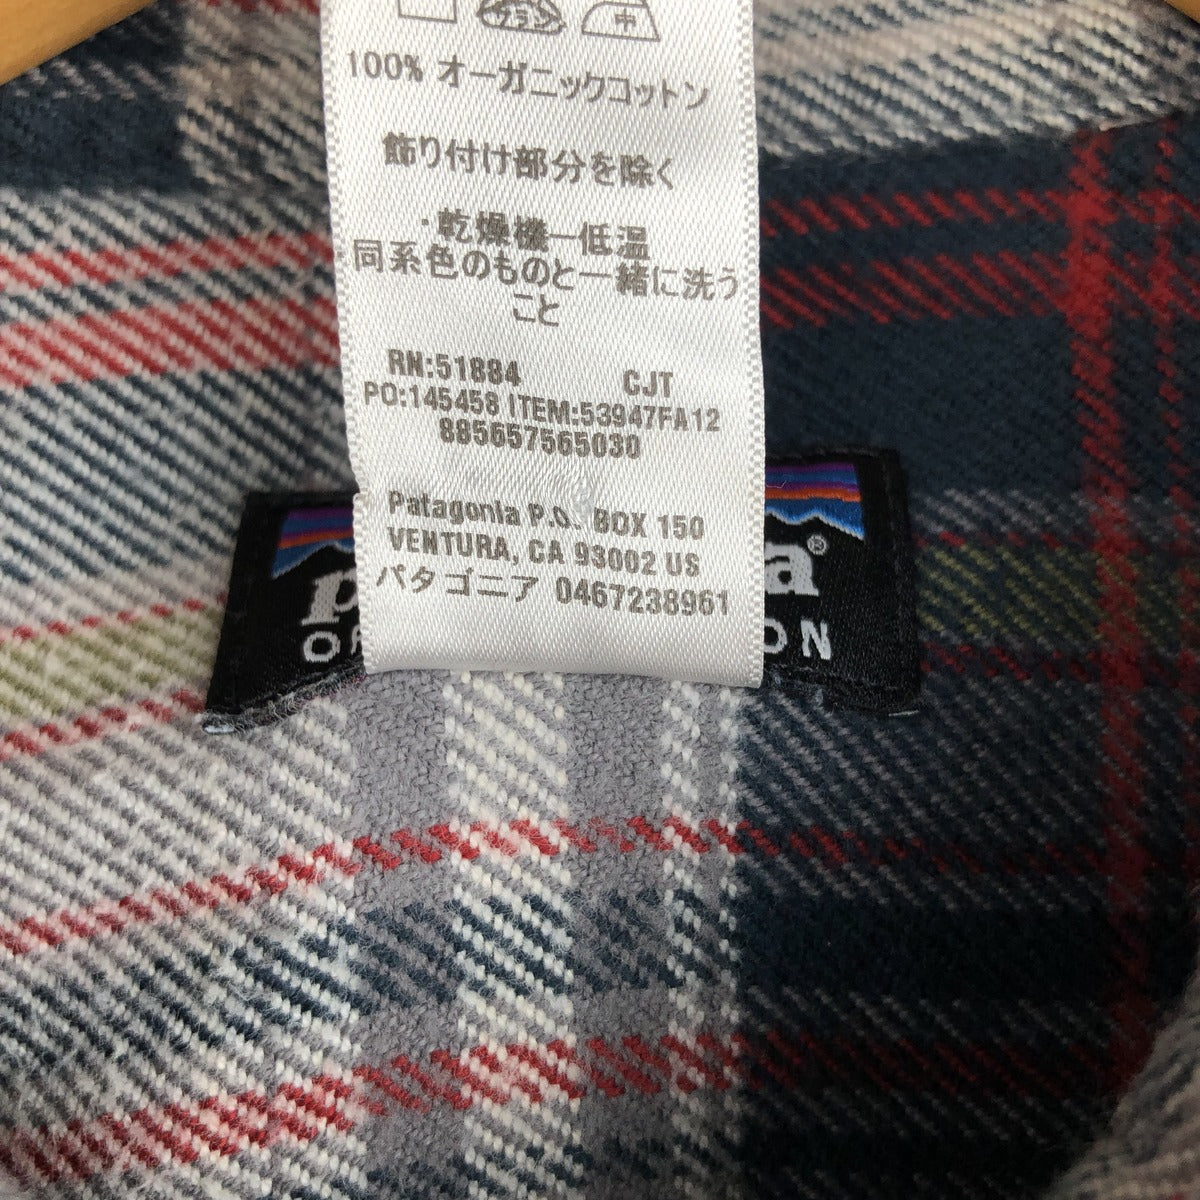 中
100% オーガニックコットン
飾り付け部分を除く
・乾燥機ー低温
同系色のものと一緒に洗う
こと
RN:51884 CJT
PO:145458 ITEM:53947FA12
885657565030
Patagonia P.O. BOX 150
VENTURA, CA 93002 US
パタゴニア 0467238961